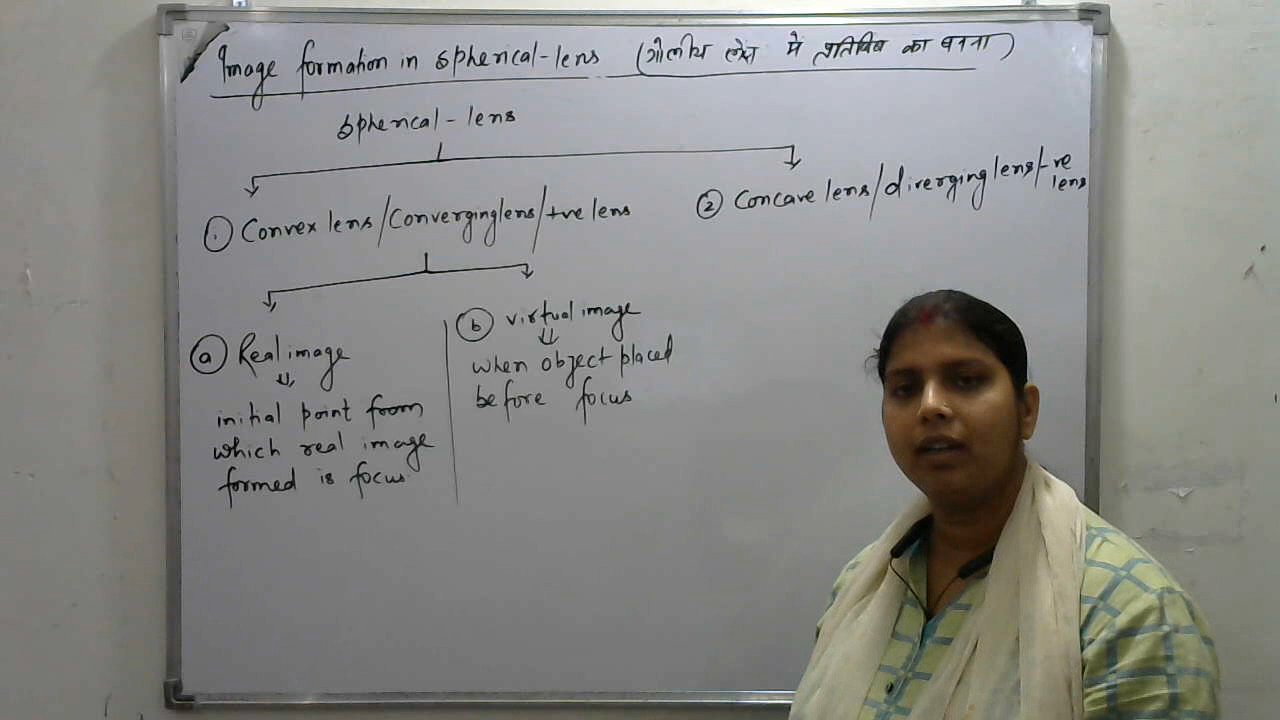 Image formation in spherical-lens (गोलीय लेंस में प्रतिबिंब का बनना)
spherical-lens
① Convex lens/Converging lens/+ve lens
② Concave lens/diverging lens/-ve lens
ⓐ Real image
initial point from
which real image
formed is focus
ⓑ virtual image
when object placed
before focus